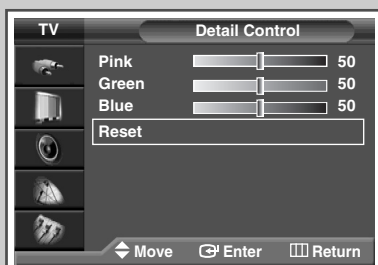 TV Detail Control
Pink 50
Green 50
Blue 50
Reset
Move Enter Return